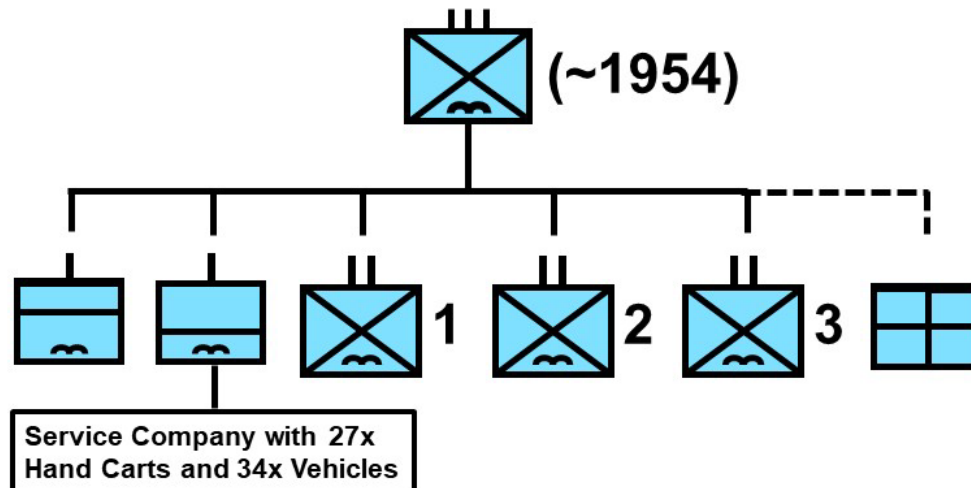 (~1954)
1 2 3
Service Company with 27x
Hand Carts and 34x Vehicles